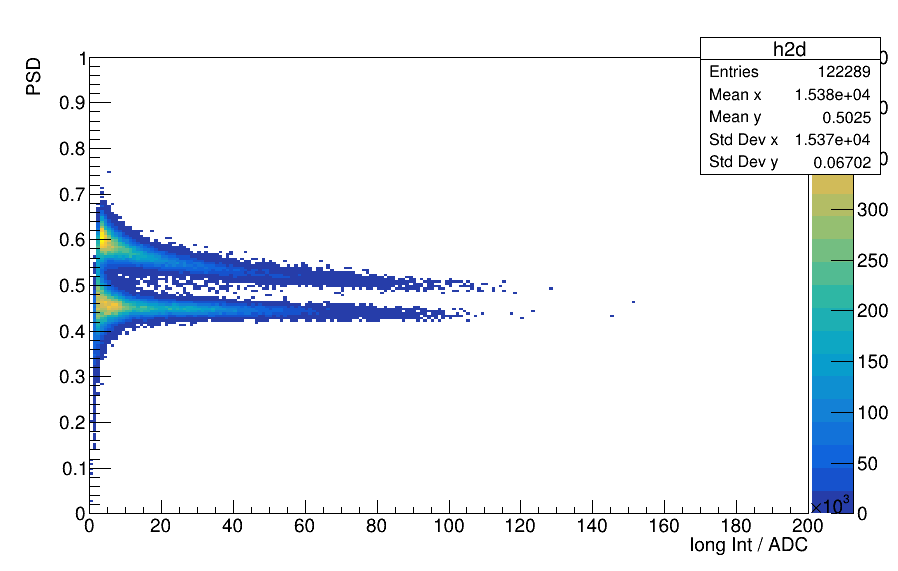 h2d
Entries 122289
Mean x 1.538e+04
Mean y 0.5025
Std Dev x 1.537e+04
Std Dev y 0.06702
PSD
1
0.9
0.8
0.7
0.6
0.5
0.4
0.3
0.2
0.1
0
0 20 40 60 80 100 120 140 160 180 200
×10³
long Int / ADC
300
250
200
150
100
50
0